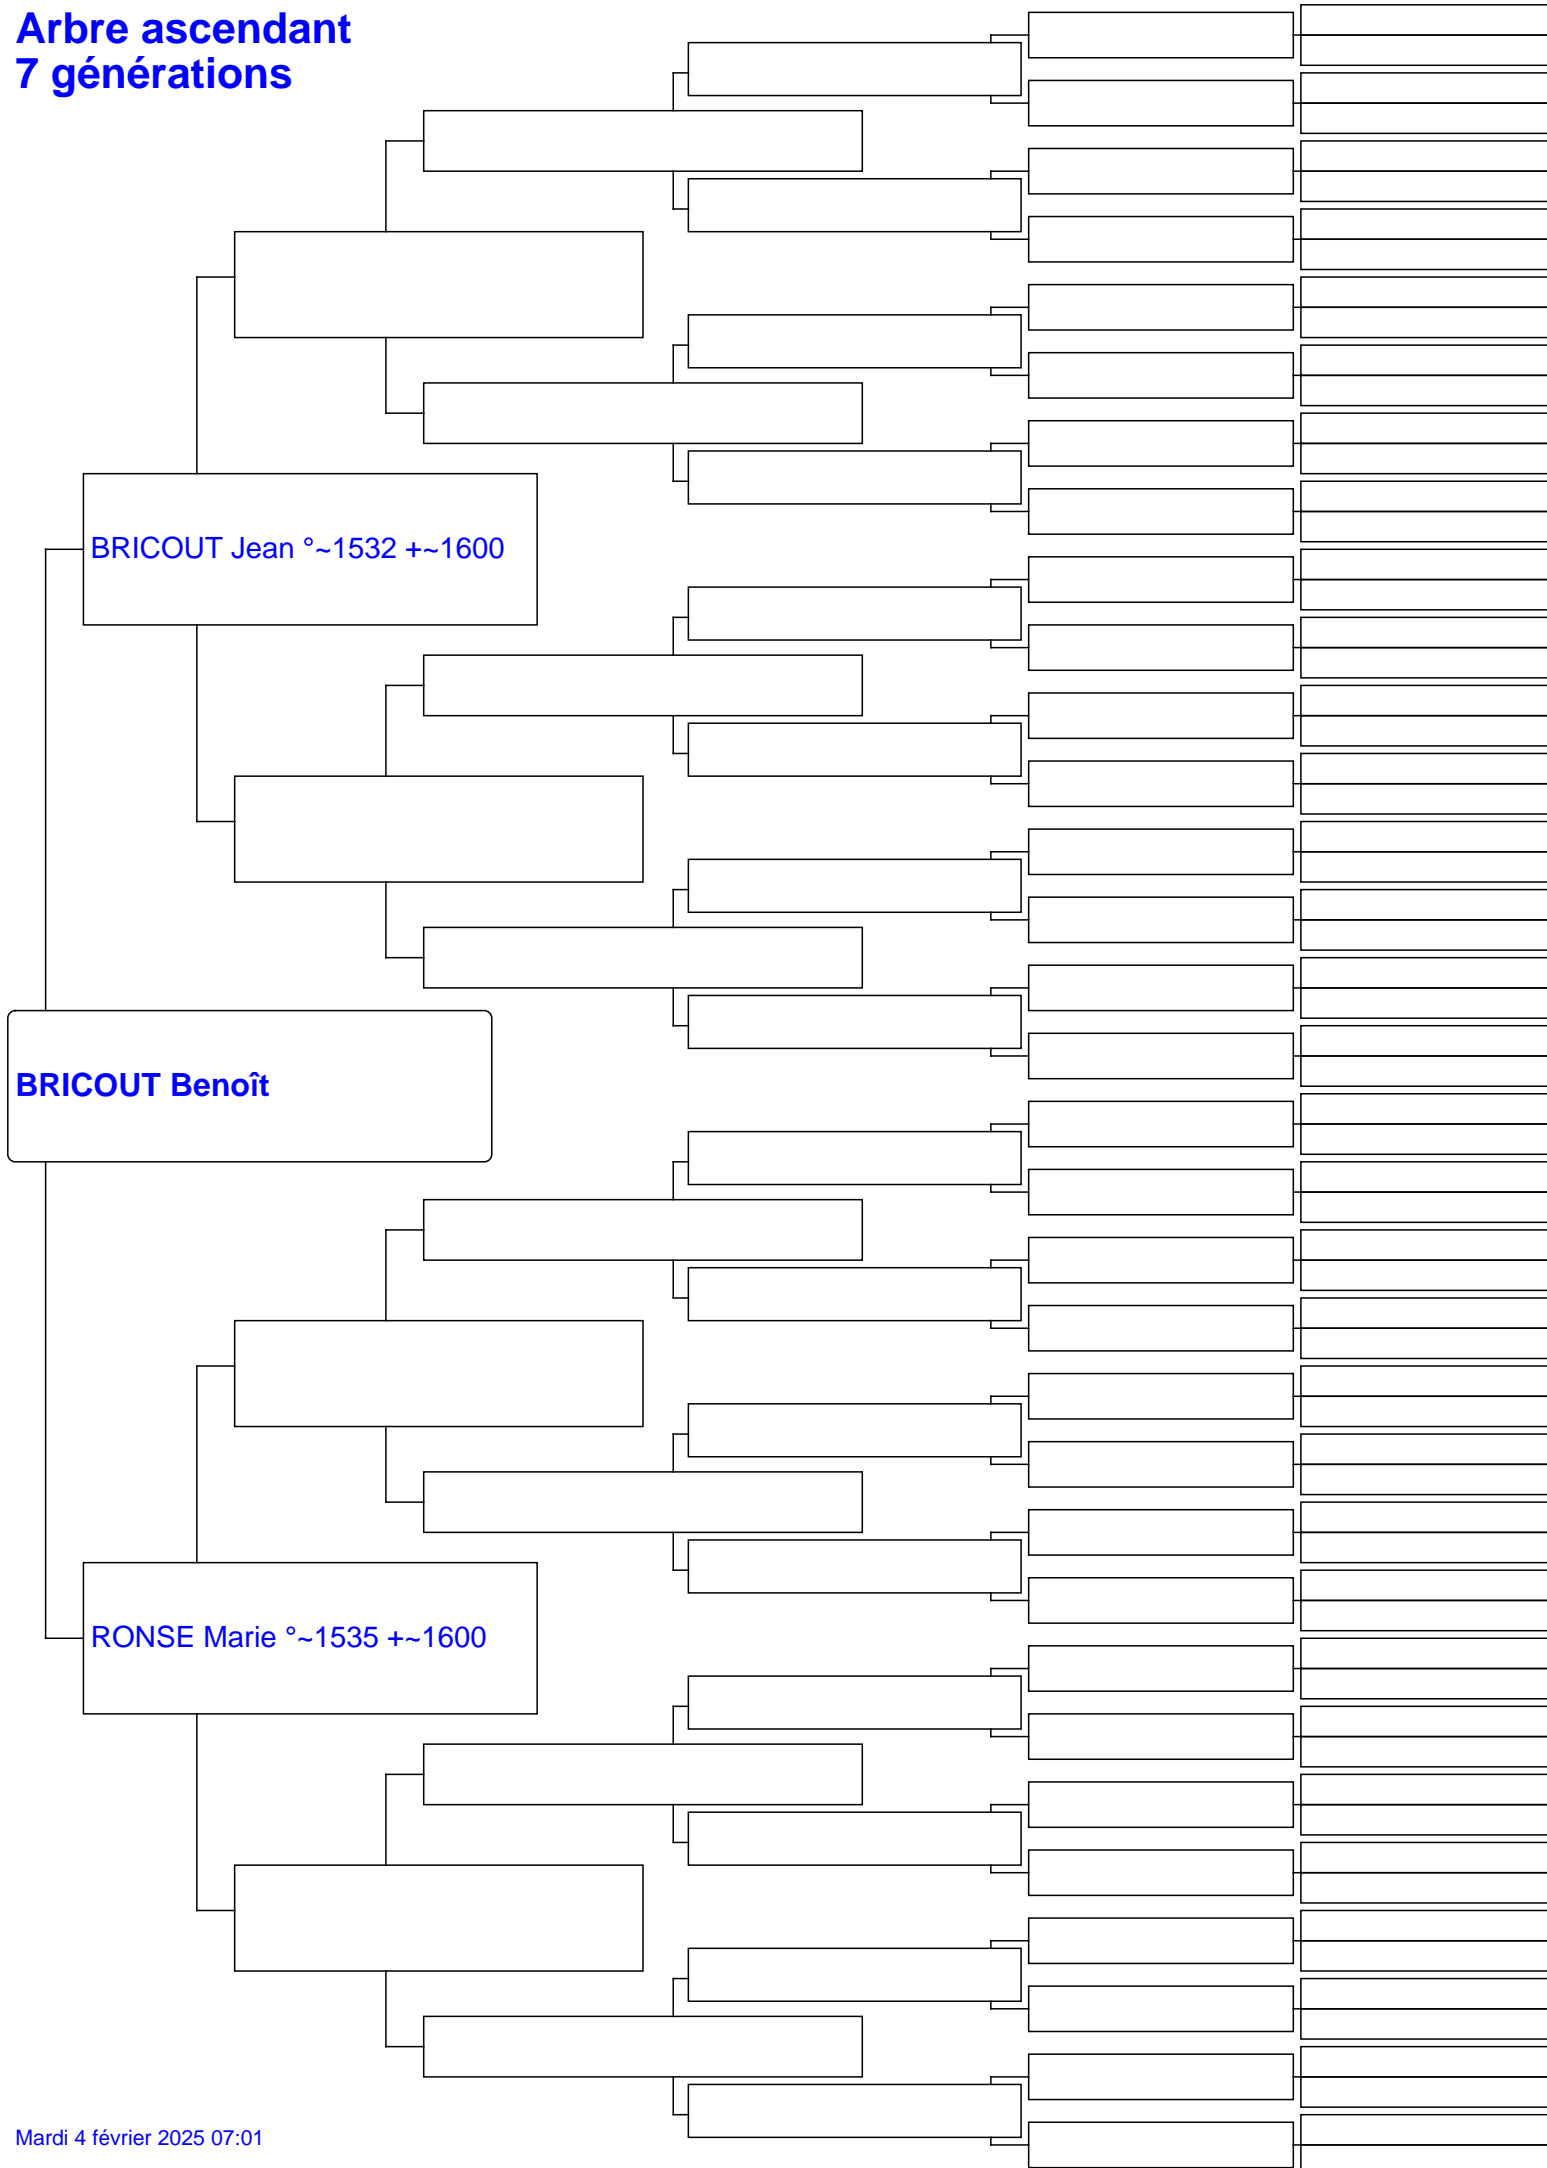 Arbre ascendant
7 générations
BRICOUT Jean °~1532 +~1600
BRICOUT Benoît
RONSE Marie °~1535 +~1600
Mardi 4 février 2025 07:01